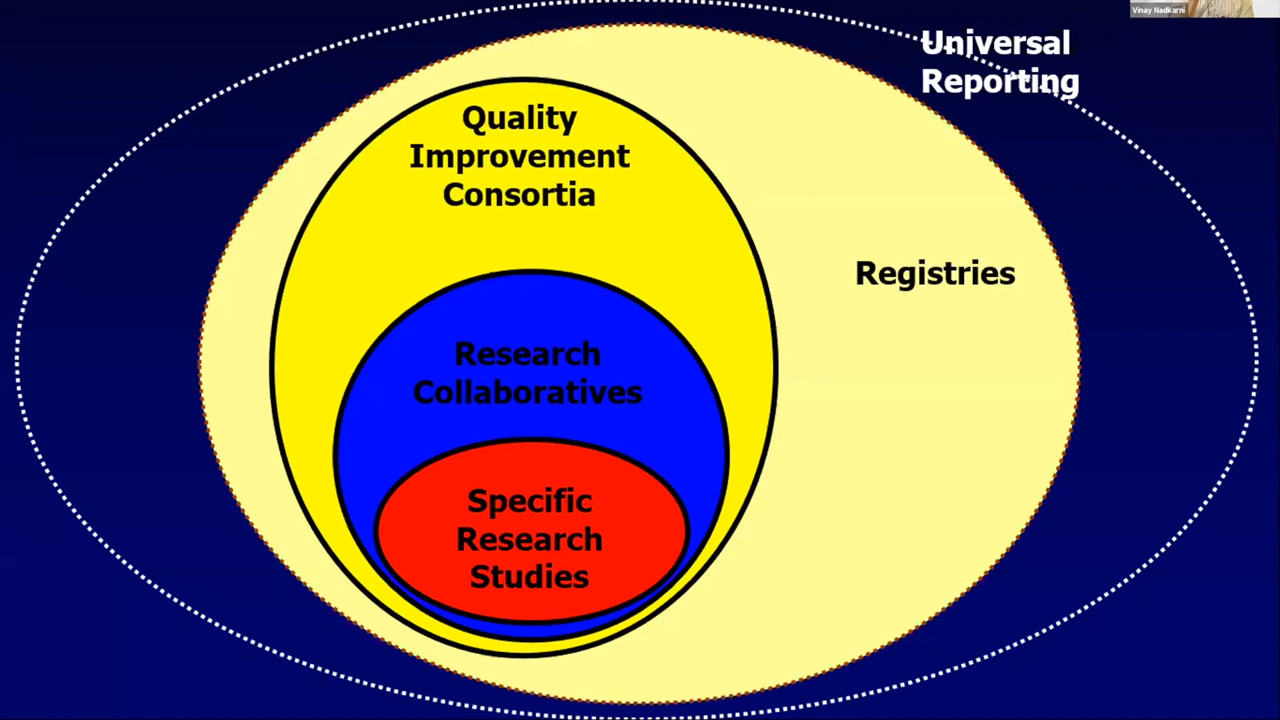 Vinay Nadkarni
Universal
Reporting
Quality
Improvement
Consortia
Registries
Research
Collaboratives
Specific
Research
Studies